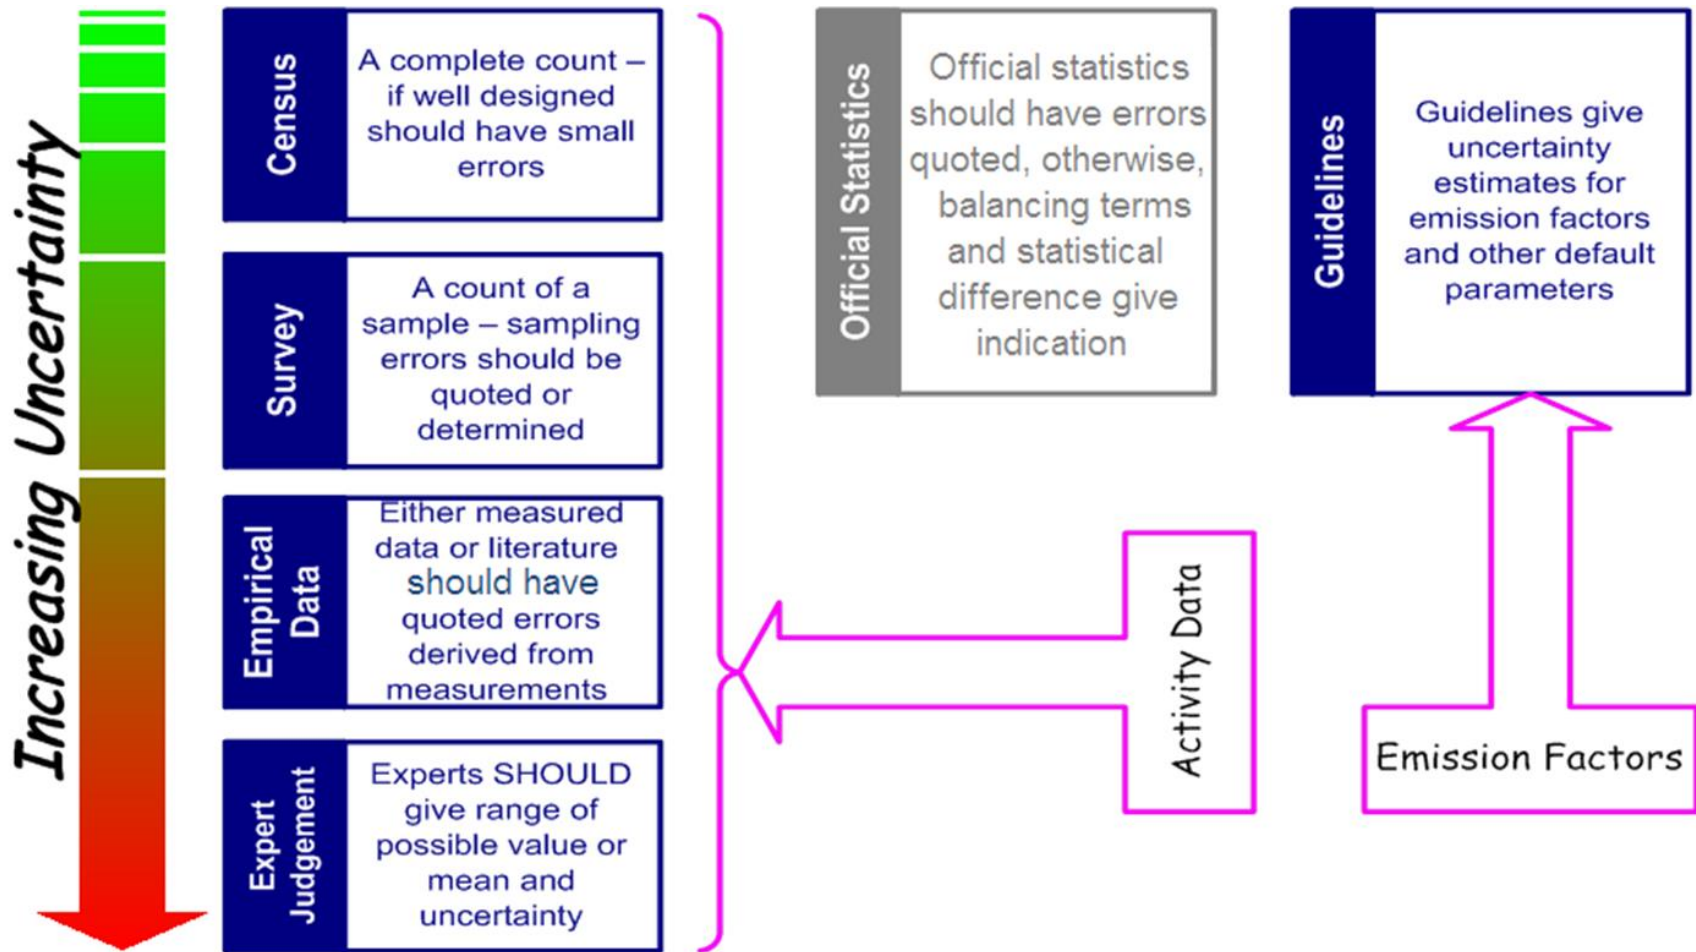 Increasing Uncertainty
Census
A complete count –
if well designed
should have small
errors
Survey
A count of a
sample – sampling
errors should be
quoted or
determined
Empirical
Data
Either measured
data or literature
should have
quoted errors
derived from
measurements
Expert
Judgement
Experts SHOULD
give range of
possible value or
mean and
uncertainty
Official Statistics
Official statistics
should have errors
quoted, otherwise,
balancing terms
and statistical
difference give
indication
Guidelines
Guidelines give
uncertainty
estimates for
emission factors
and other default
parameters
Activity Data
Emission Factors